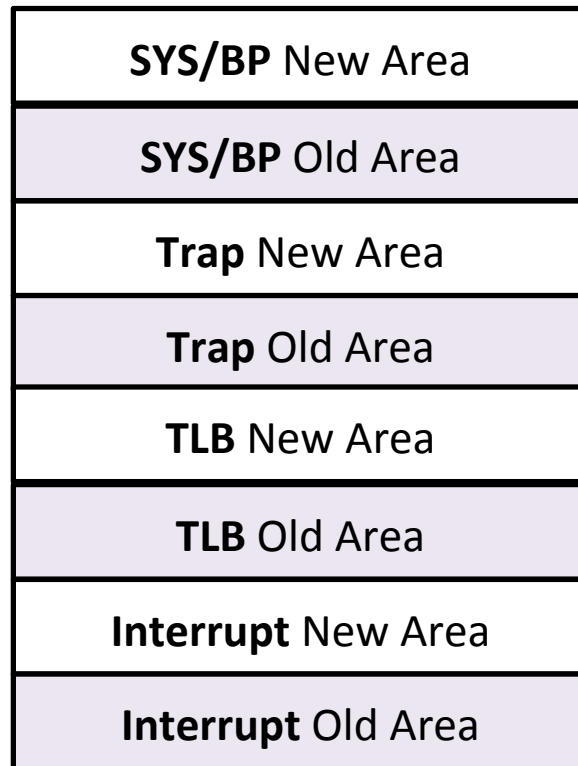 SYS/BP New Area
SYS/BP Old Area
Trap New Area
Trap Old Area
TLB New Area
TLB Old Area
Interrupt New Area
Interrupt Old Area